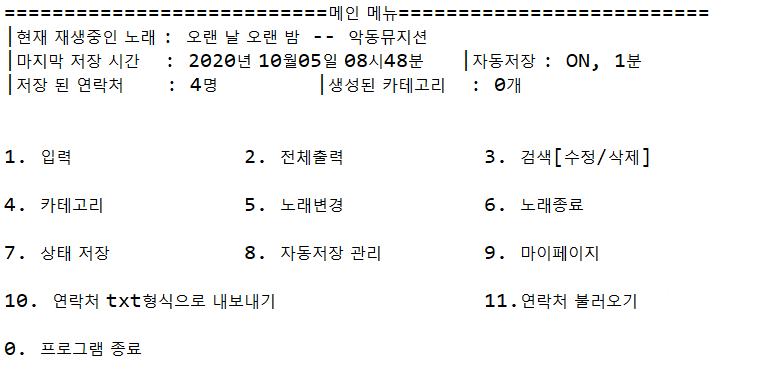 ===========================메인 메뉴==========================
|현재 재생중인 노래 : 오랜 날 오랜 밤 -- 악동뮤지션
|마지막 저장 시간 : 2020년 10월05일 08시48분 |자동저장 : ON, 1분
|저장 된 연락처 : 4명 |생성된 카테고리 : 0개
1. 입력 2. 전체출력 3. 검색[수정/삭제]
4. 카테고리 5. 노래변경 6. 노래종료
7. 상태 저장 8. 자동저장 관리 9. 마이페이지
10. 연락처 txt형식으로 내보내기 11.연락처 불러오기
0. 프로그램 종료